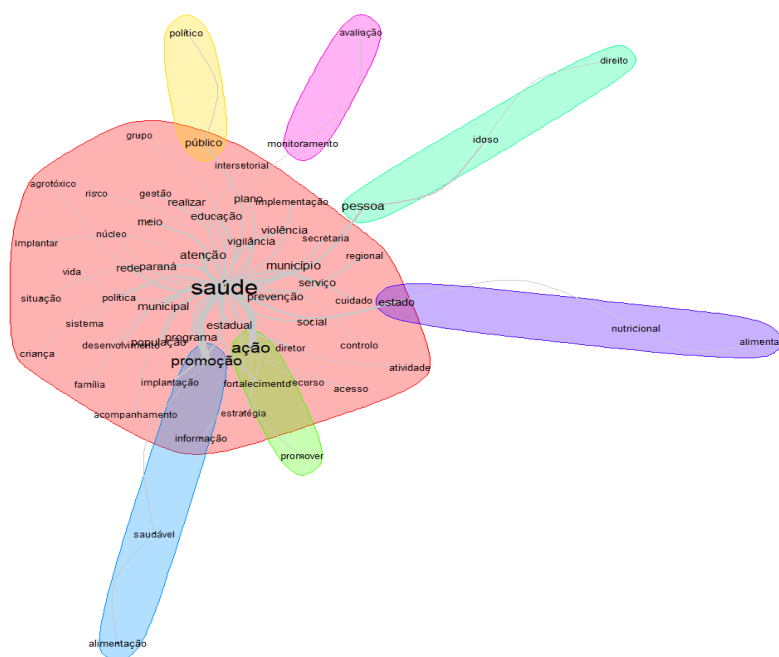 político
avaliação
direito
grupo
público
monitoramento
idoso
intersetorial
agrotóxico
risco
gestão
realizar
plano
implementação
pessoa
meio
educação
núcleo
violência
implantar
vigilância
secretaria
atenção
regional
vida
rede
paraná
município
serviço
situação
política
saúde
prevenção
cuidado
estado
municipal
sistema
estadual
social
nutricional
programa
desenvolvimento
população
ação
diretor
controlo
alimenta
criança
promoção
atividade
família
implantação
fortalecimento
recurso
acesso
acompanhamento
estratégia
informação
promover
saudável
alimentação